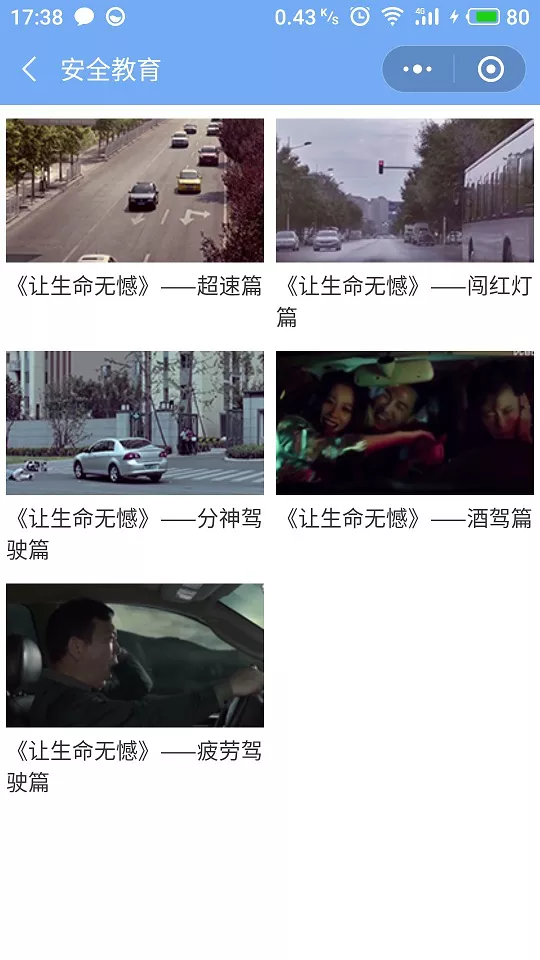 17:38
0.43 K/s
4G
80
安全教育
《让生命无憾》——超速篇
《让生命无憾》——闯红灯
篇
《让生命无憾》——分神驾
驶篇
《让生命无憾》——酒驾篇
《让生命无憾》——疲劳驾
驶篇